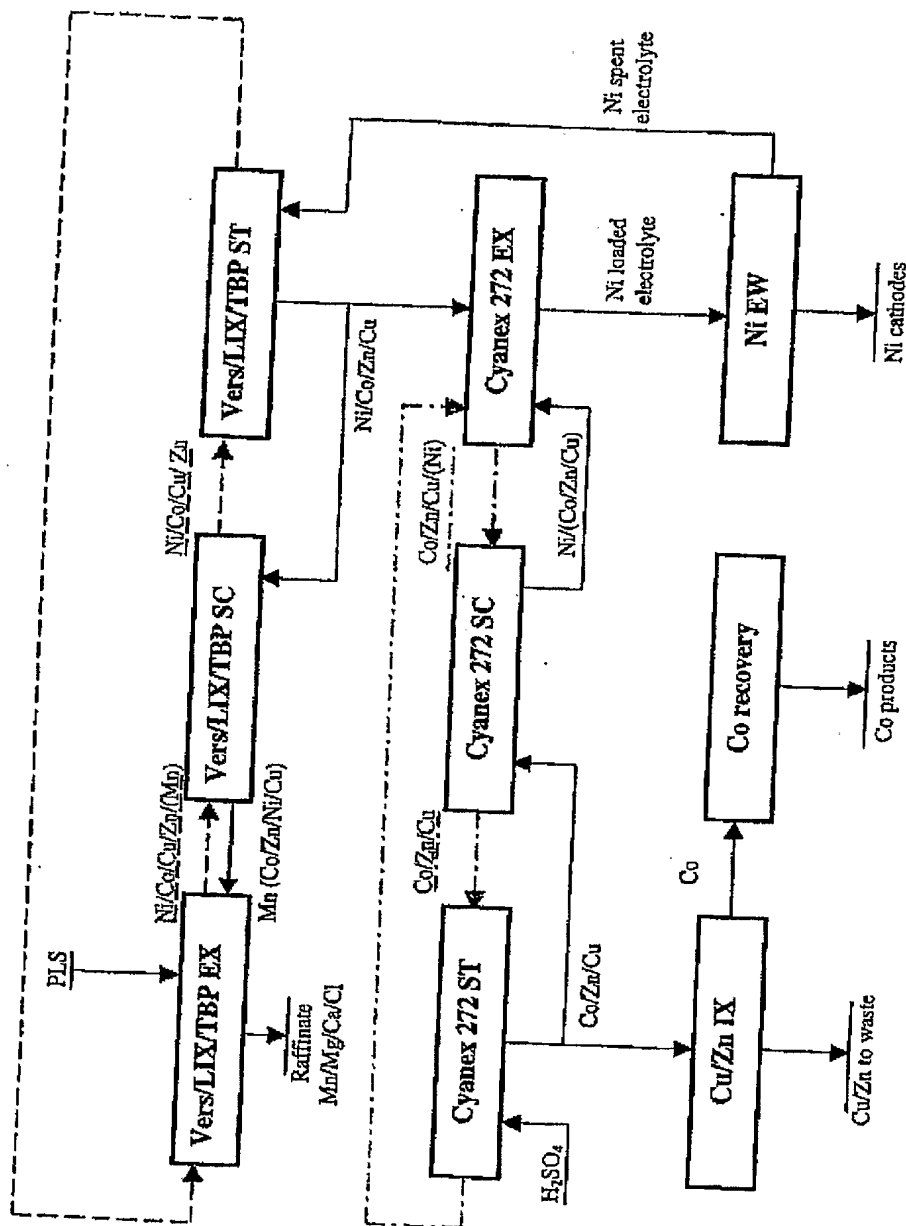 PLS
Vers/LIX/TBP EX
Ni/Co/Cu/Zn/(Mn)
Mn (Co/Zn/Ni/Cu)
Vers/LIX/TBP SC
Ni/Co/Cu/ Zn
Vers/LIX/TBP ST
Raffinate
Mn/Mg/Ca/Cl
Ni/Co/Zn/Cu
Ni spent
electrolyte
Cyanex 272 ST
Co/Zn/Cu
Cyanex 272 SC
Co/Zn/Cu/(Ni)
Cyanex 272 EX
Ni/(Co/Zn/Cu)
H₂SO₄
Co/Zn/Cu
Ni loaded
electrolyte
Cu/Zn IX
Co
Co recovery
Ni EW
Cu/Zn to waste
Co products
Ni cathodes